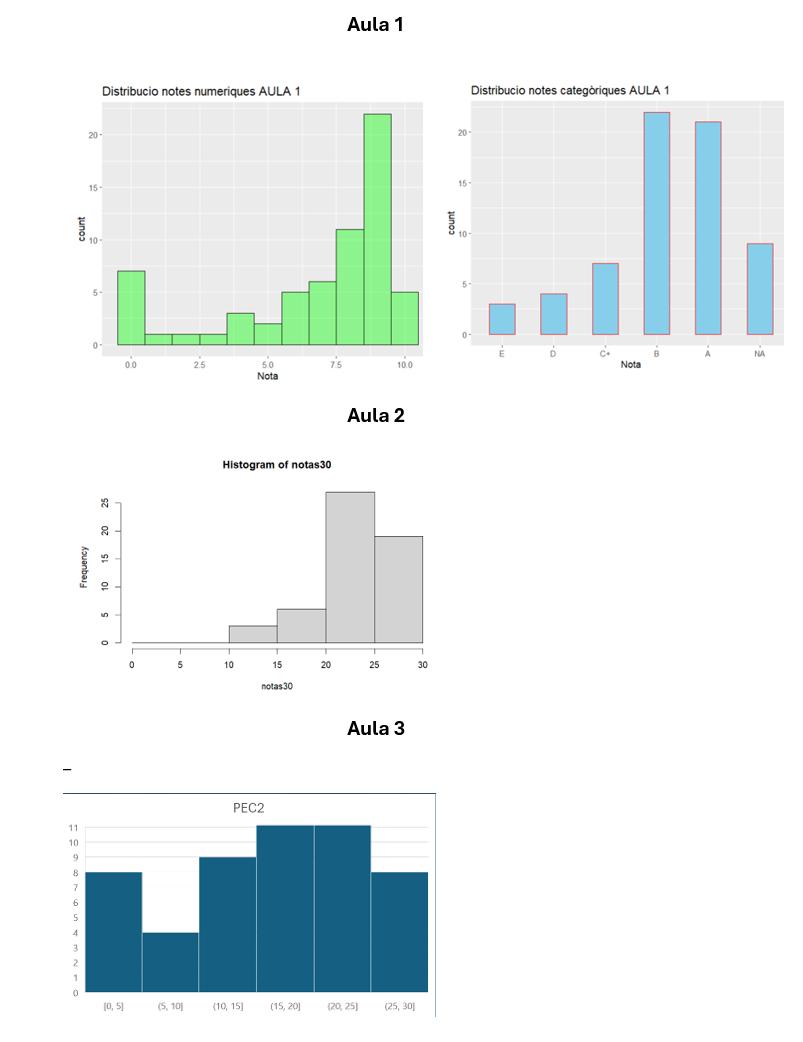 Aula 1
Distribucio notes numeriques AULA 1
count
20
15
10
5
0
0.0 2.5 5.0 7.5 10.0
Nota
Distribució notes categòriques AULA 1
count
20
15
10
5
0
E D C+ B A NA
Nota
Aula 2
Histogram of notas30
Frequency
25
20
15
10
5
0
0 5 10 15 20 25 30
notas30
Aula 3
–
PEC2
11
10
9
8
7
6
5
4
3
2
1
0
[0, 5] (5, 10] (10, 15] (15, 20] (20, 25] (25, 30]